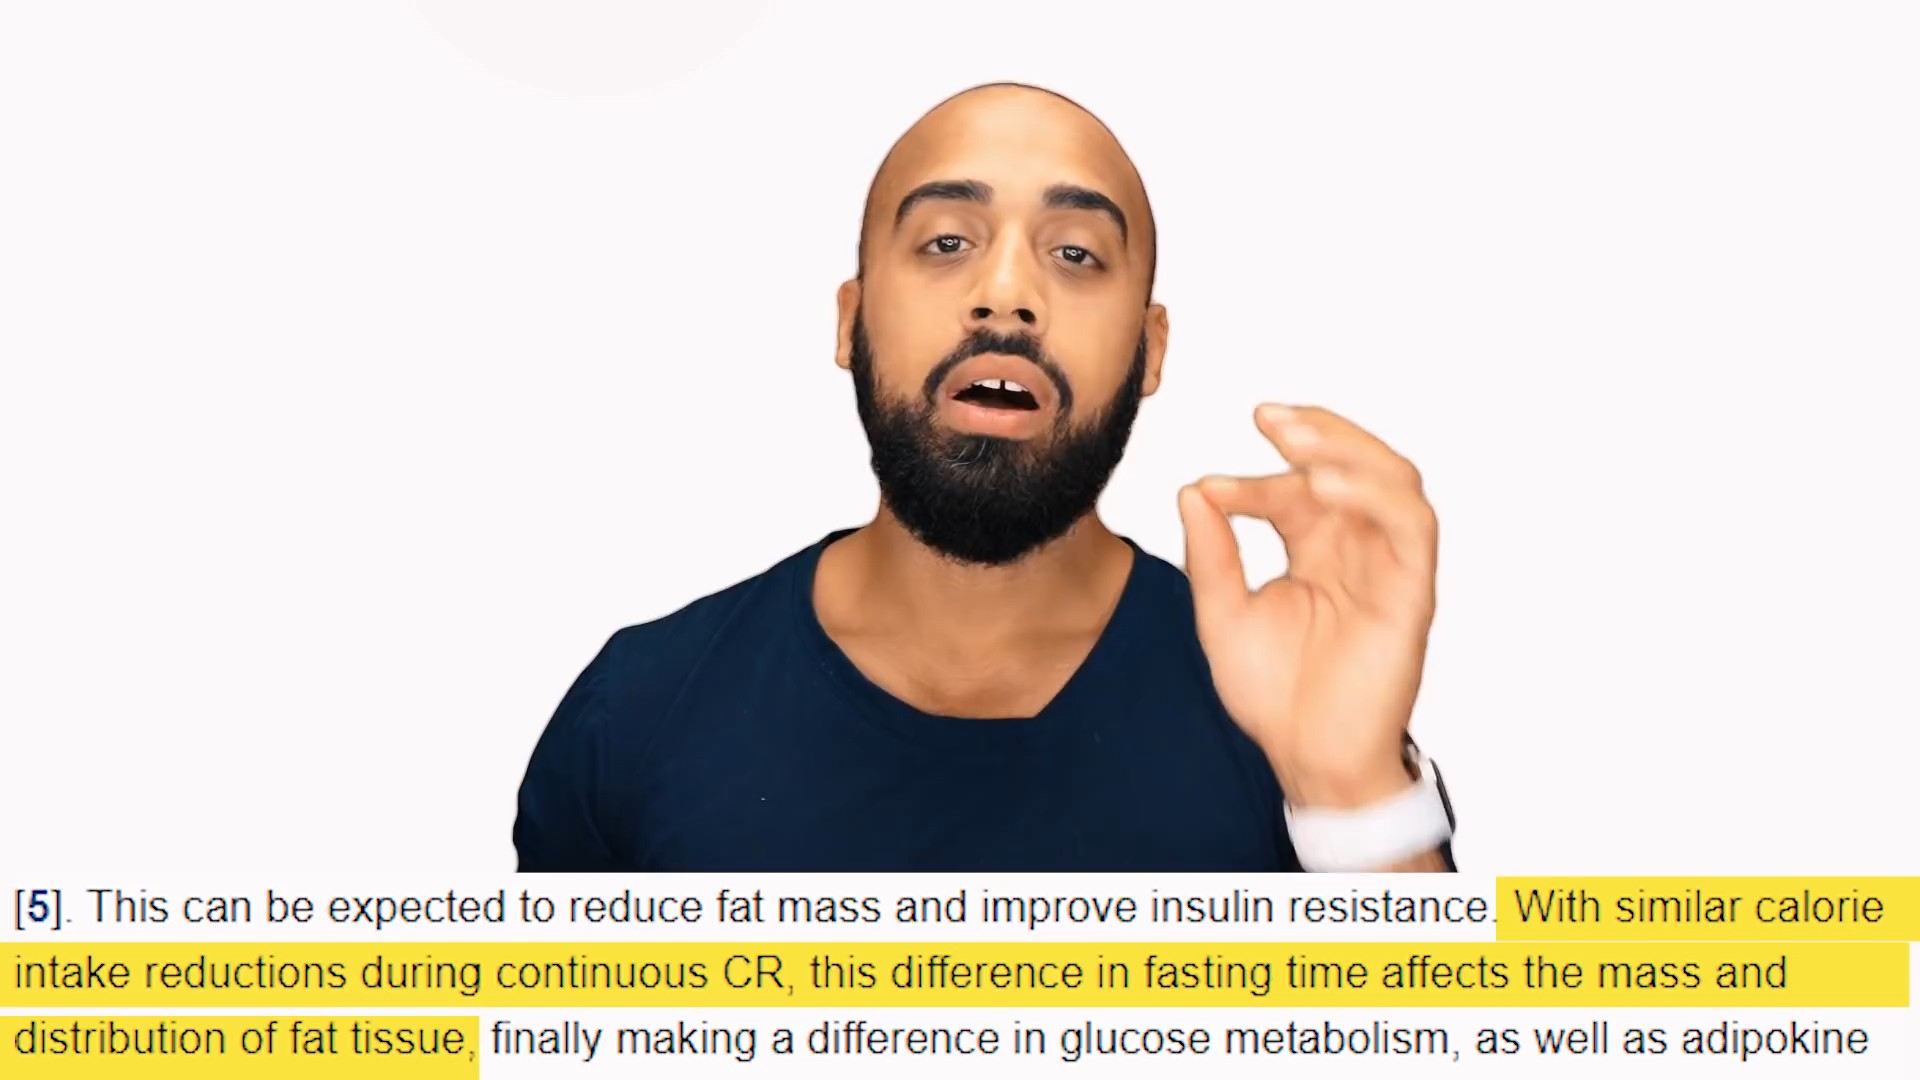 [5]. This can be expected to reduce fat mass and improve insulin resistance. With similar calorie
intake reductions during continuous CR, this difference in fasting time affects the mass and
distribution of fat tissue, finally making a difference in glucose metabolism, as well as adipokine